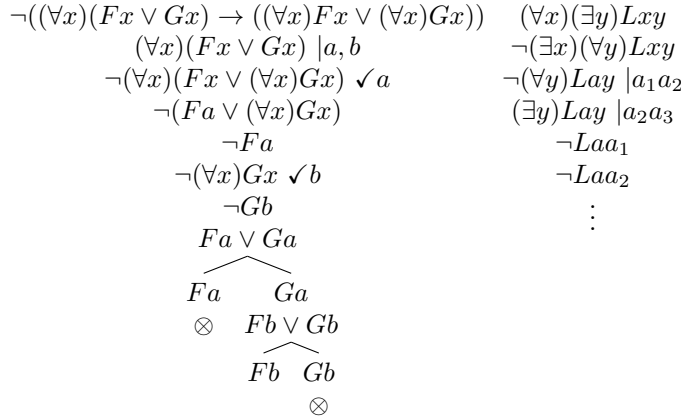 ¬((∀x)(Fx ∨ Gx) → ((∀x)Fx ∨ (∀x)Gx)) (∀x)(∃y)Lxy
(∀x)(Fx ∨ Gx) |a, b ¬(∃x)(∀y)Lxy
¬(∀x)(Fx ∨ (∀x)Gx) ✓a ¬(∀y)Lay |a₁a₂
¬(Fa ∨ (∀x)Gx) (∃y)Lay |a₂a₃
¬Fa ¬Laa₁
¬(∀x)Gx ✓b ¬Laa₂
¬Gb ⋮
Fa ∨ Ga
Fa Ga
⊗ Fb ∨ Gb
Fb Gb
⊗